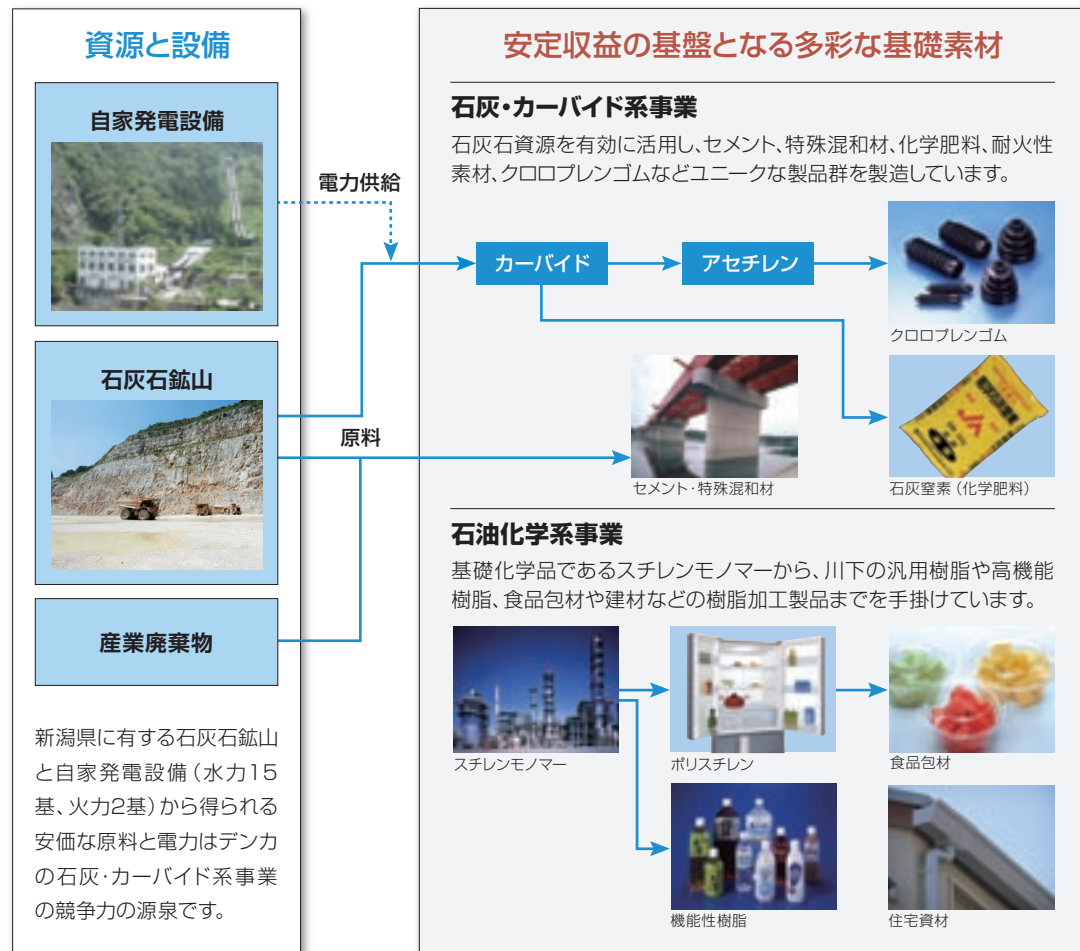 資源と設備
自家発電設備
電力供給
石灰石鉱山
原料
産業廃棄物
新潟県に有する石灰石鉱山
と自家発電設備(水力15
基、火力2基)から得られる
安価な原料と電力はデンカ
の石灰・カーバイド系事業
の競争力の源泉です。
安定収益の基盤となる多彩な基礎素材
石灰・カーバイド系事業
石灰石資源を有効に活用し、セメント、特殊混和材、化学肥料、耐火性
素材、クロロプレンゴムなどユニークな製品群を製造しています。
カーバイド
アセチレン
クロロプレンゴム
セメント・特殊混和材
石灰窒素(化学肥料)
石油化学系事業
基礎化学品であるスチレンモノマーから、川下の汎用樹脂や高機能
樹脂、食品包材や建材などの樹脂加工製品までを手掛けています。
スチレンモノマー
ポリスチレン
食品包材
機能性樹脂
住宅資材